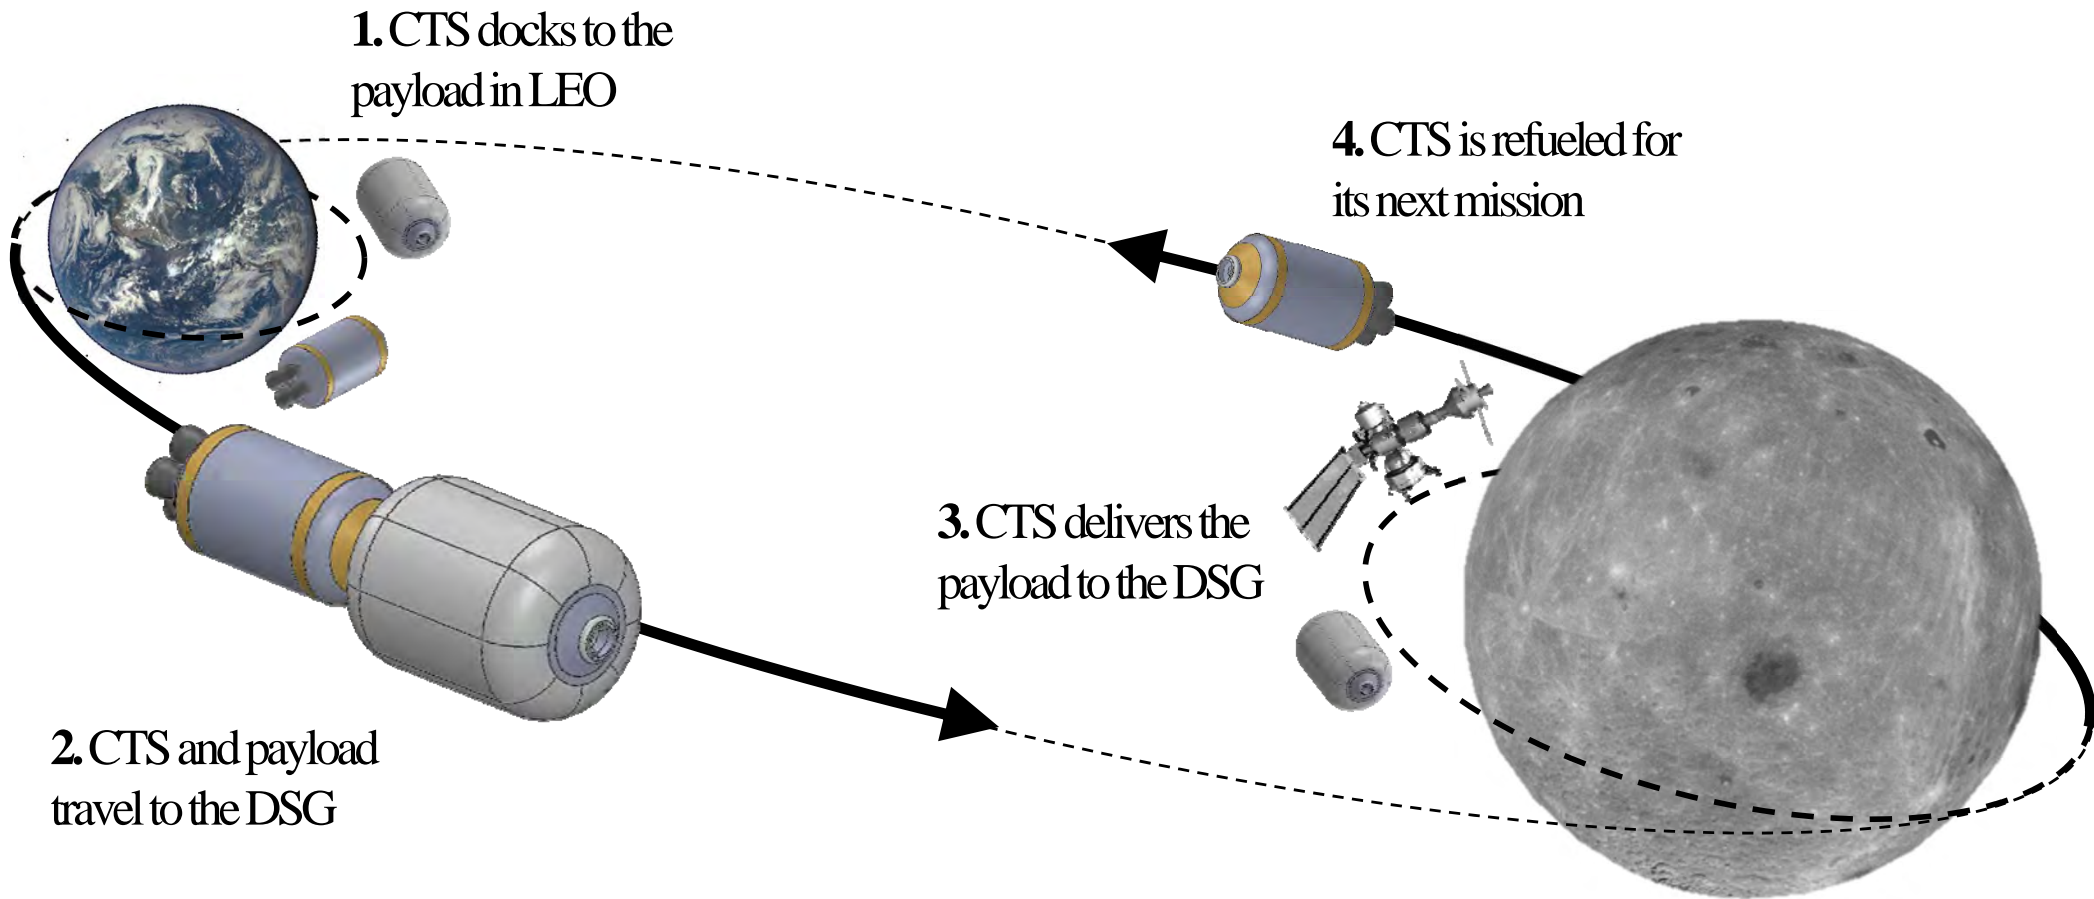 1. CTS docks to the
payload in LEO
4. CTS is refueled for
its next mission
3. CTS delivers the
payload to the DSG
2. CTS and payload
travel to the DSG